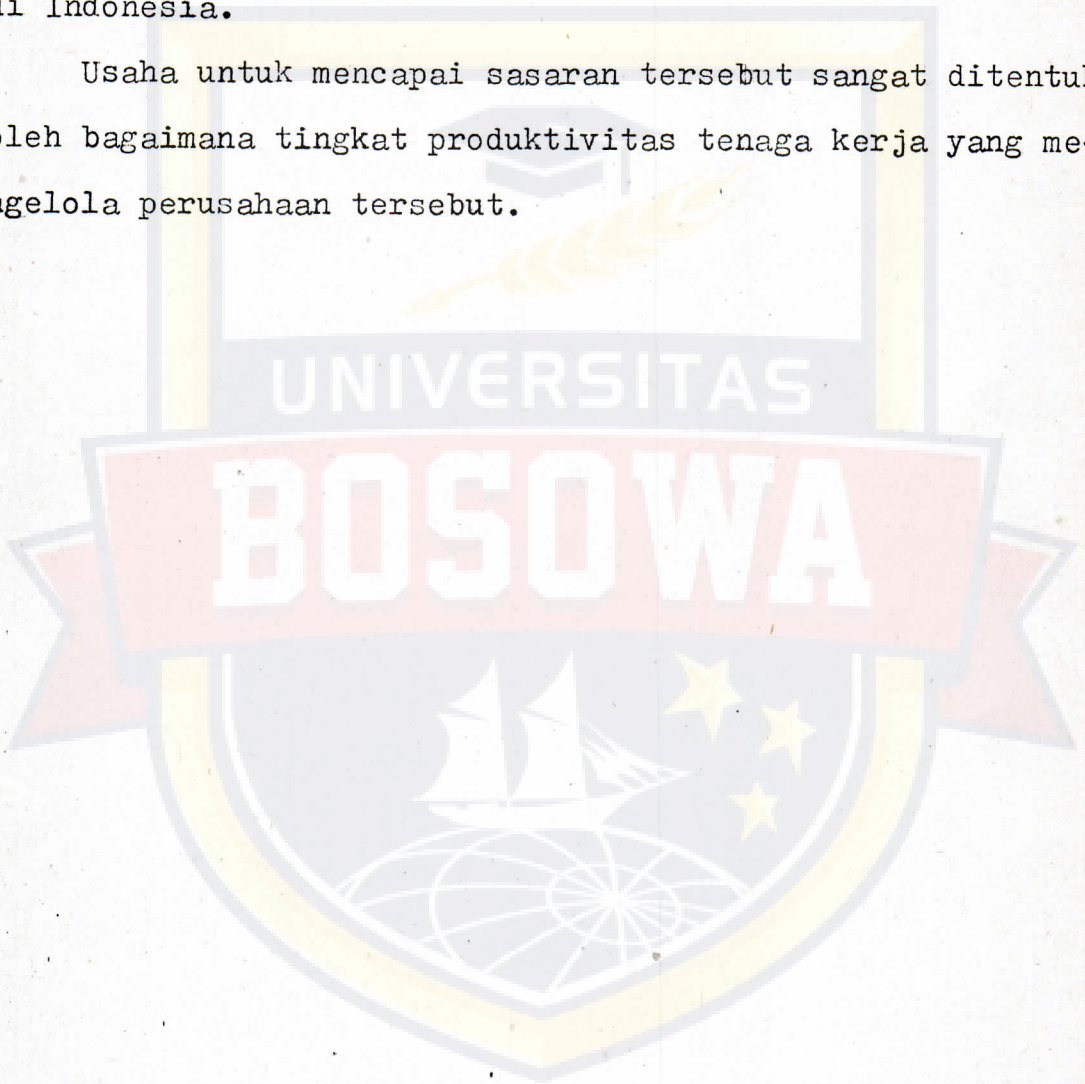 di Indonesia.
Usaha untuk mencapai sasaran tersebut sangat ditentuk
oleh bagaimana tingkat produktivitas tenaga kerja yang me-
ngelola perusahaan tersebut.
UNIVERSITAS
BOSOWA